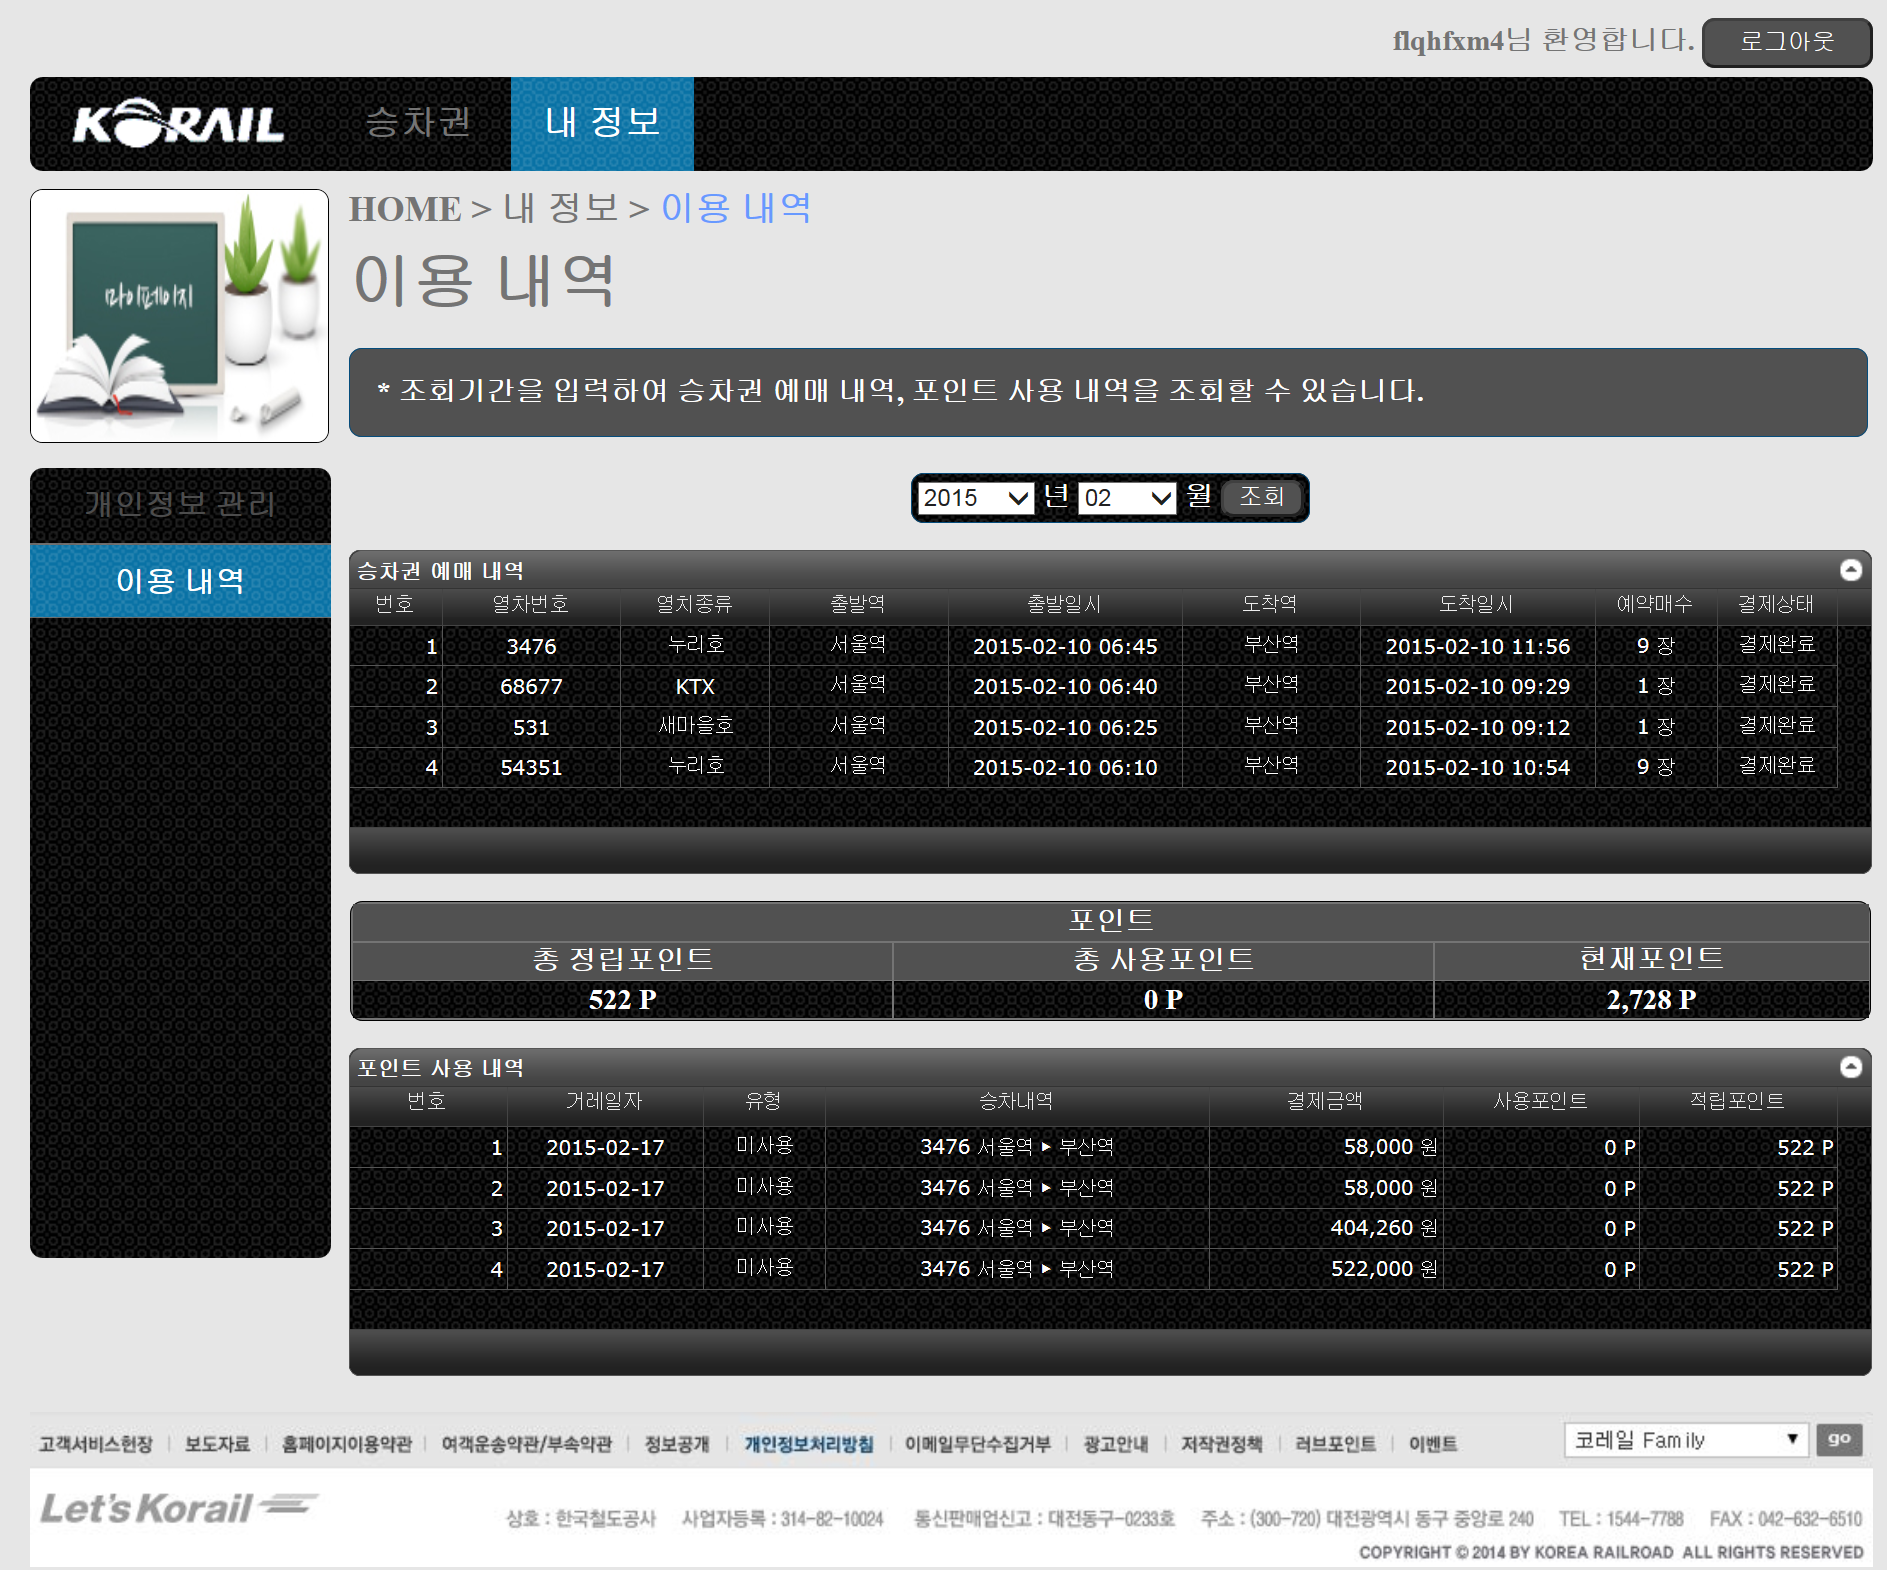 flqhfxm4님 환영합니다. 로그아웃
KORAIL 승차권 내 정보
HOME > 내 정보 > 이용 내역
마이페이지
이용 내역
* 조회기간을 입력하여 승차권 예매 내역, 포인트 사용 내역을 조회할 수 있습니다.
개인정보 관리
이용 내역
2015 년 02 월 조회
승차권 예매 내역
번호 열차번호 열치종류 출발역 출발일시 도착역 도착일시 예약매수 결제상태
1 3476 누리호 서울역 2015-02-10 06:45 부산역 2015-02-10 11:56 9 장 결제완료
2 68677 KTX 서울역 2015-02-10 06:40 부산역 2015-02-10 09:29 1 장 결제완료
3 531 새마을호 서울역 2015-02-10 06:25 부산역 2015-02-10 09:12 1 장 결제완료
4 54351 누리호 서울역 2015-02-10 06:10 부산역 2015-02-10 10:54 9 장 결제완료
포인트
총 정립포인트 총 사용포인트 현재포인트
522 P 0 P 2,728 P
포인트 사용 내역
번호 거레일자 유형 승차내역 결제금액 사용포인트 적립포인트
1 2015-02-17 미사용 3476 서울역 ▶ 부산역 58,000 원 0 P 522 P
2 2015-02-17 미사용 3476 서울역 ▶ 부산역 58,000 원 0 P 522 P
3 2015-02-17 미사용 3476 서울역 ▶ 부산역 404,260 원 0 P 522 P
4 2015-02-17 미사용 3476 서울역 ▶ 부산역 522,000 원 0 P 522 P
고객서비스헌장 | 보도자료 | 홈페이지이용약관 | 여객운송약관/부속약관 | 정보공개 | 개인정보처리방침 | 이메일무단수집거부 | 광고안내 | 저작권정책 | 러브포인트 | 이벤트 코레일 Family ▼ go
Let's Korail 상호 : 한국철도공사 사업자등록 : 314-82-10024 통신판매업신고 : 대전동구-0233호 주소 : (300-720) 대전광역시 동구 중앙로 240 TEL : 1544-7788 FAX : 042-632-6510
COPYRIGHT © 2014 BY KOREA RAILROAD ALL RIGHTS RESERVED